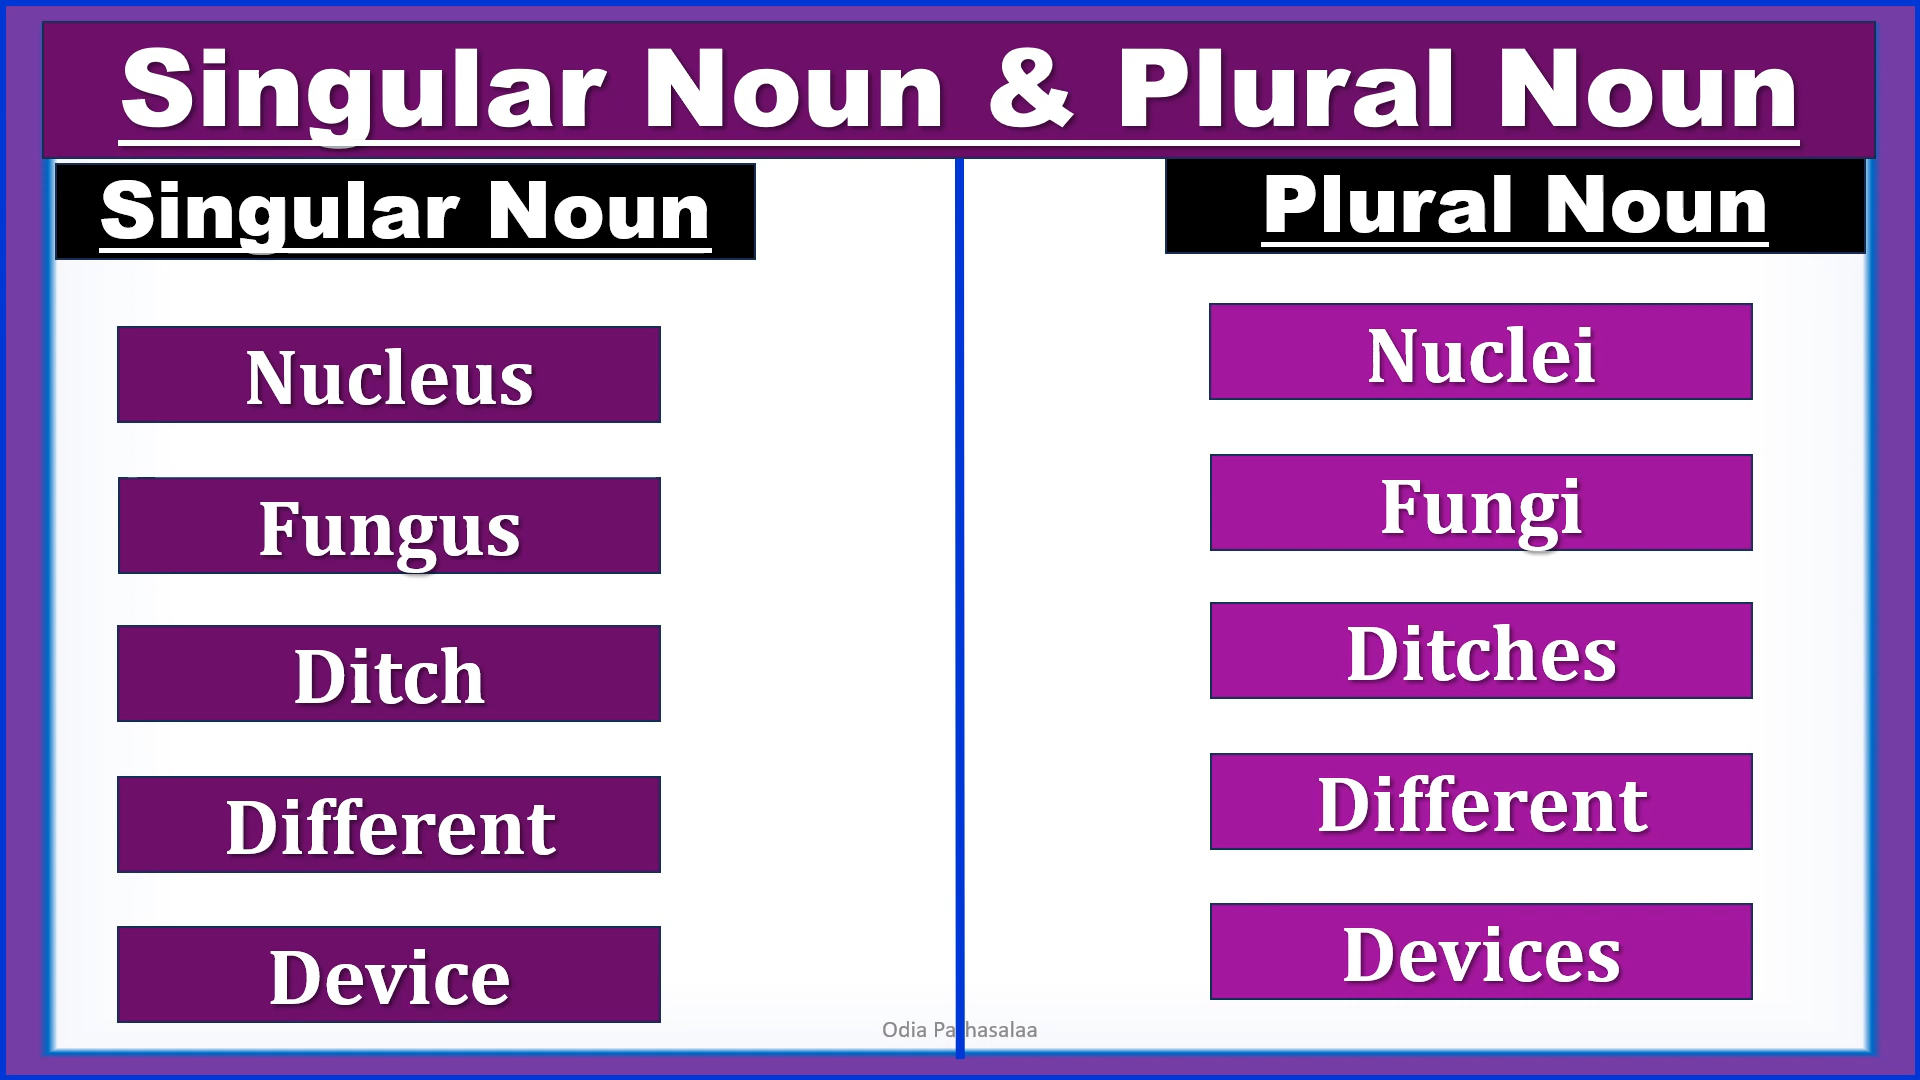 Singular Noun & Plural Noun
Singular Noun
Plural Noun
Nucleus
Nuclei
Fungus
Fungi
Ditch
Ditches
Different
Different
Device
Devices
Odia Pathasalaa